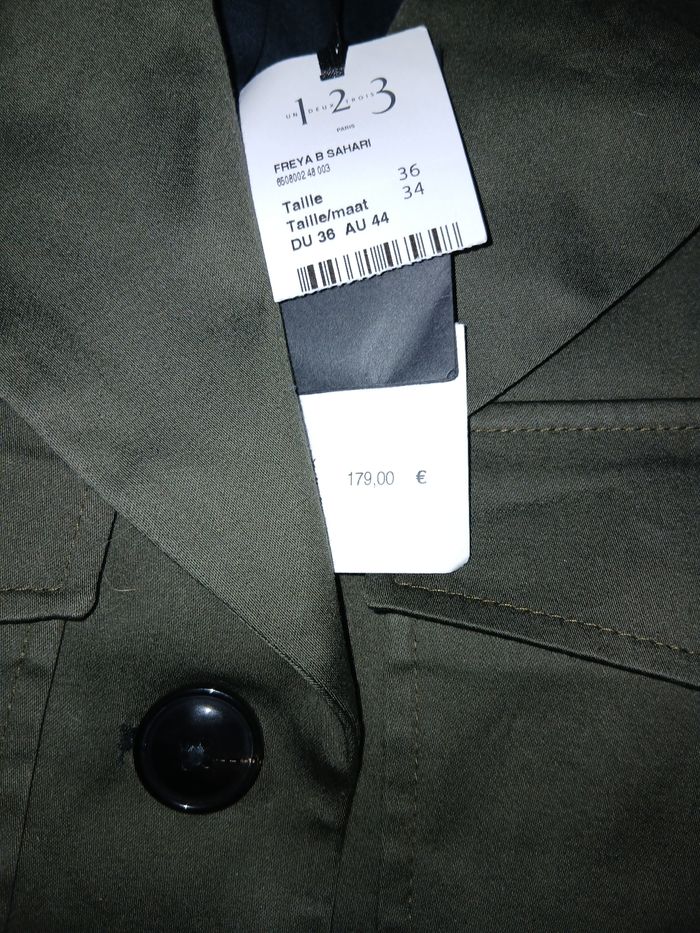 UN 1 DEUX 2 TROIS 3
PARIS
FREYA B SAHARI
6508002 48 003
Taille 36
Taille/maat 34
DU 36 AU 44
179,00 €